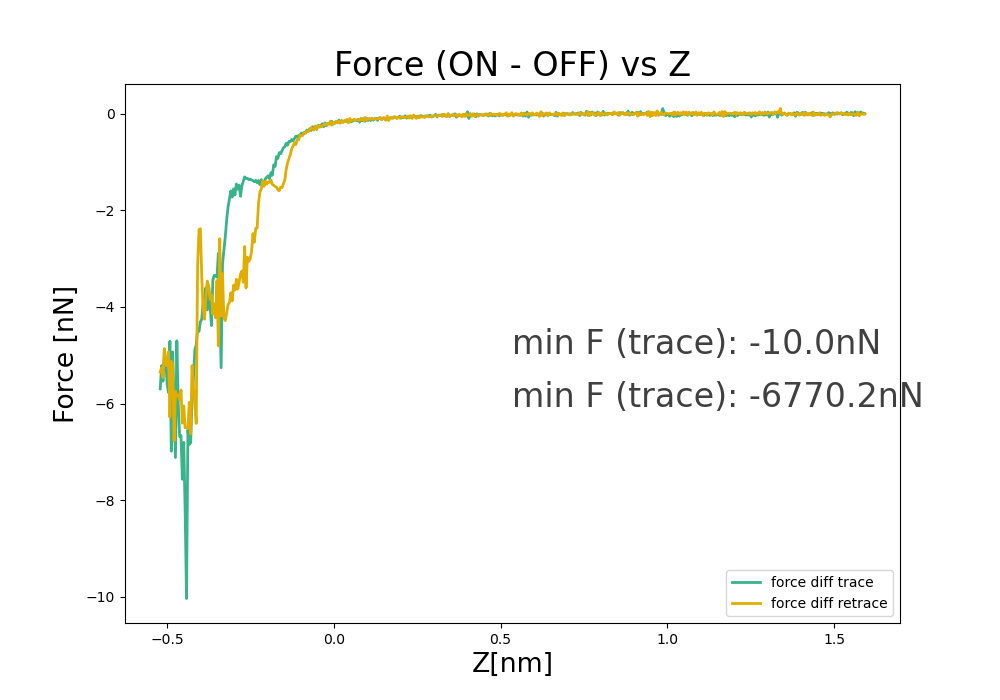 Force (ON - OFF) vs Z
Force [nN]
0
−2
−4
−6
−8
−10
min F (trace): -10.0nN
min F (trace): -6770.2nN
force diff trace
force diff retrace
−0.5 0.0 0.5 1.0 1.5
Z[nm]